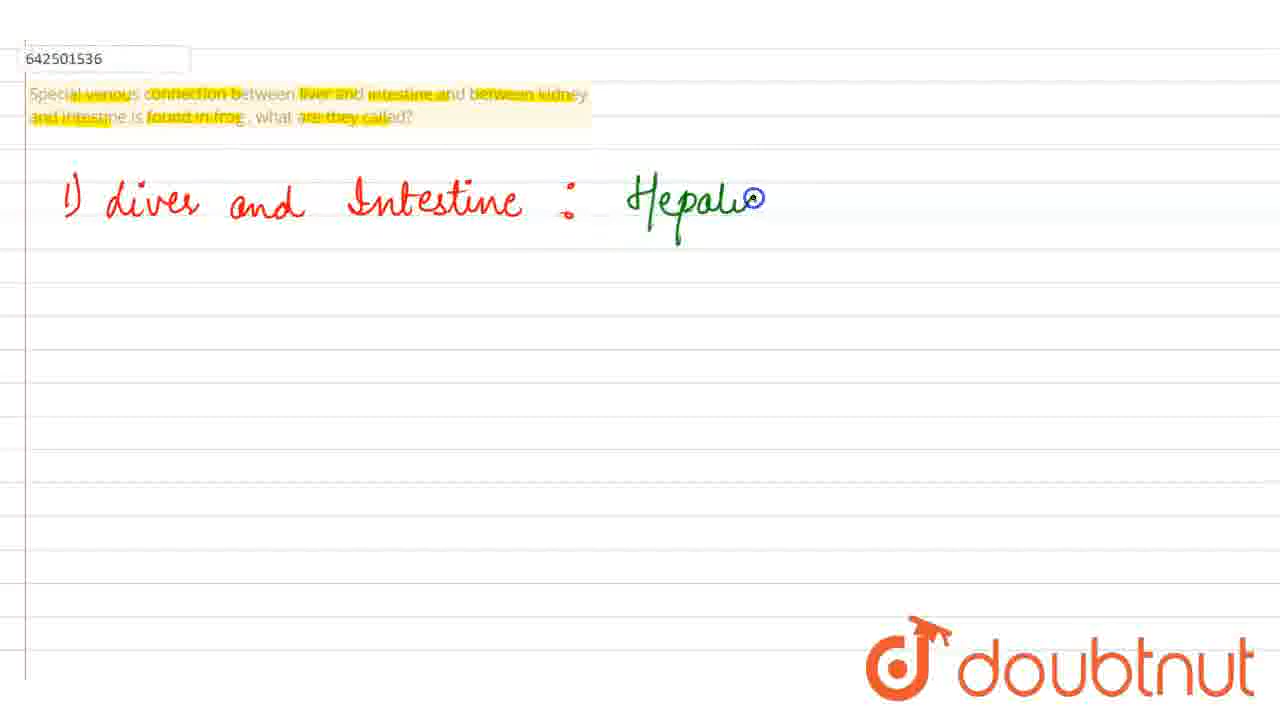 642501536
Special venous connection between liver and intestine and between kidney
and intestine is found in frog , what are they called?
1) Liver and Intestine : Hepati
doubtnut